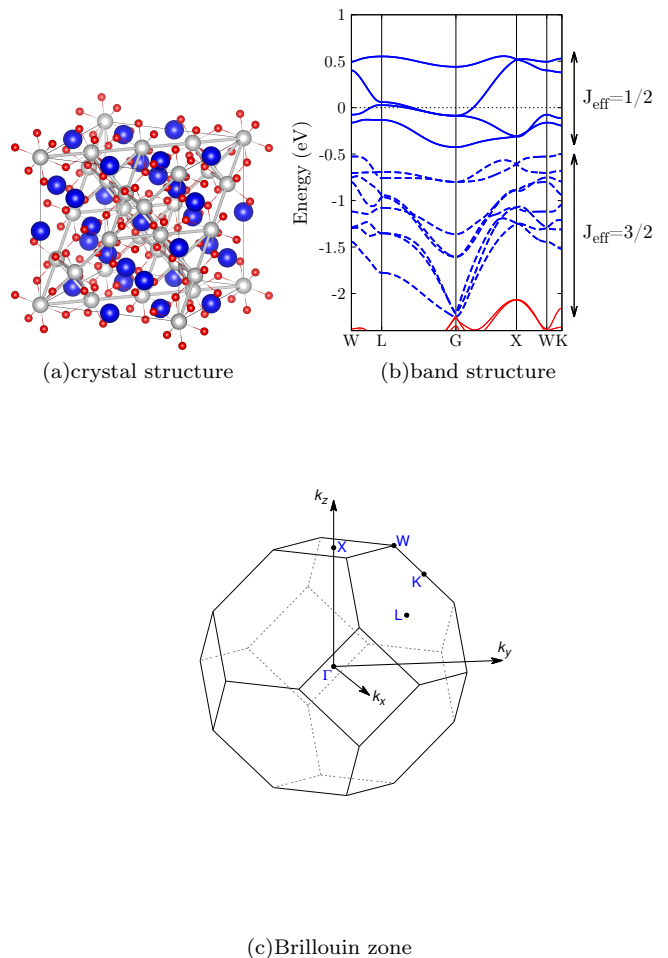 1
0.5
0
-0.5
-1
-1.5
-2
Energy (eV)
W L G X W K
J_eff=1/2
J_eff=3/2
(a)crystal structure
(b)band structure
k_z
X
W
K
L
k_y
Γ
k_x
(c)Brillouin zone